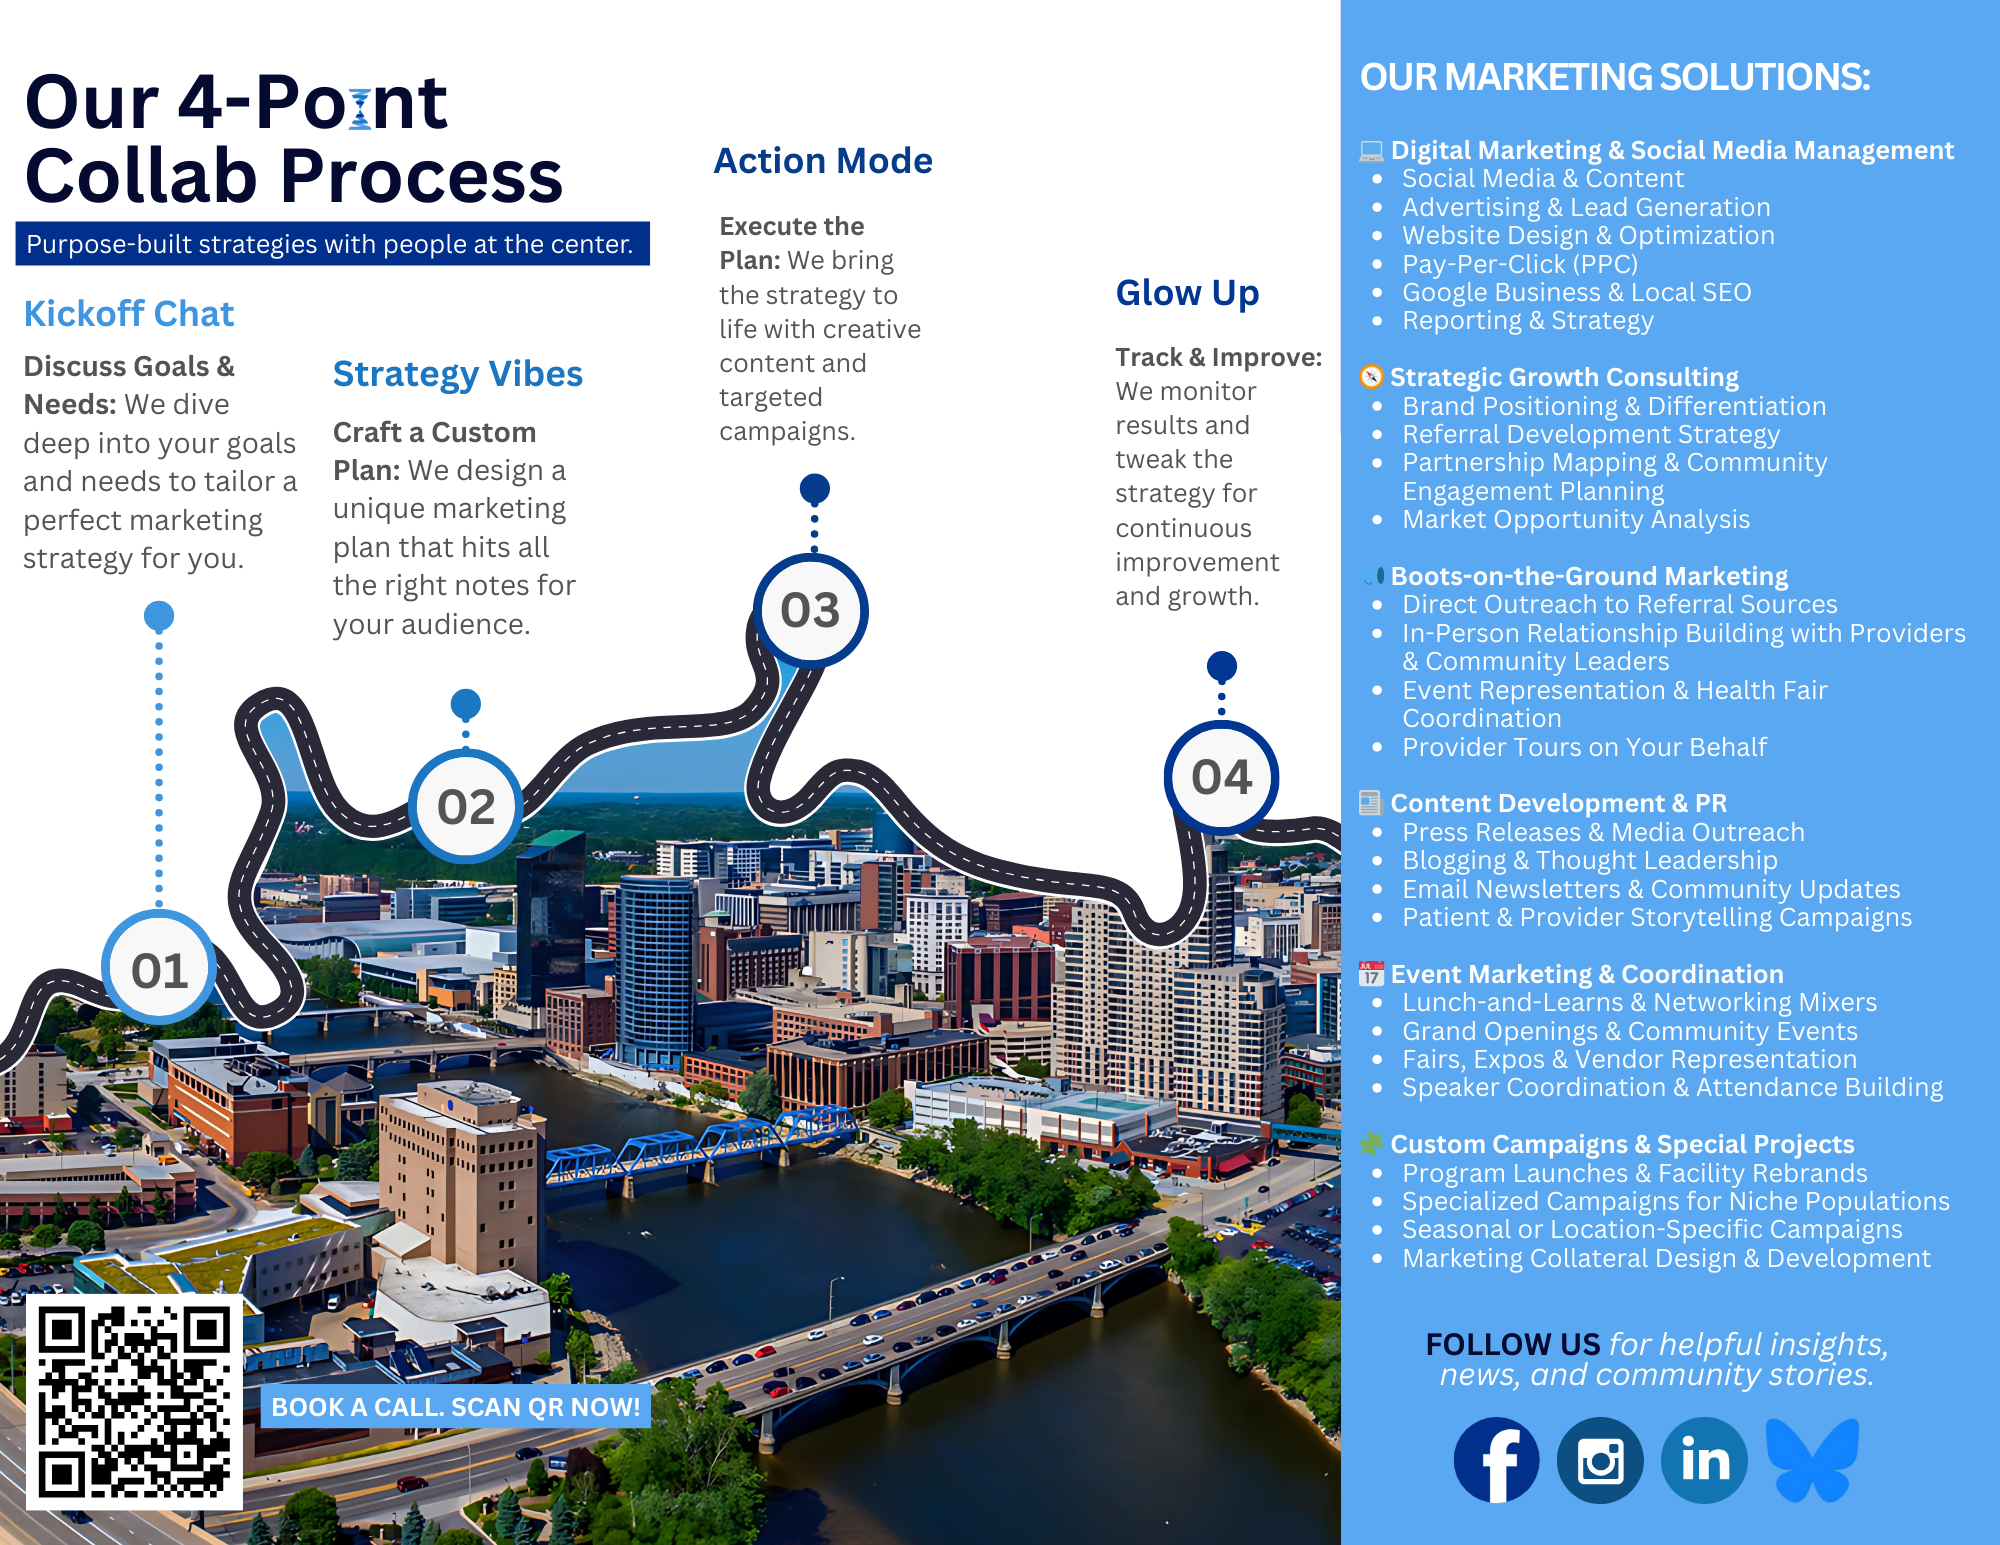 Our 4-Point
Collab Process
Purpose-built strategies with people at the center.
Kickoff Chat
Discuss Goals &
Needs: We dive
deep into your goals
and needs to tailor a
perfect marketing
strategy for you.
Strategy Vibes
Craft a Custom
Plan: We design a
unique marketing
plan that hits all
the right notes for
your audience.
Action Mode
Execute the
Plan: We bring
the strategy to
life with creative
content and
targeted
campaigns.
Glow Up
Track & Improve:
We monitor
results and
tweak the
strategy for
continuous
improvement
and growth.
01
02
03
04
BOOK A CALL. SCAN QR NOW!
OUR MARKETING SOLUTIONS:
Digital Marketing & Social Media Management
Social Media & Content
Advertising & Lead Generation
Website Design & Optimization
Pay-Per-Click (PPC)
Google Business & Local SEO
Reporting & Strategy
Strategic Growth Consulting
Brand Positioning & Differentiation
Referral Development Strategy
Partnership Mapping & Community
Engagement Planning
Market Opportunity Analysis
Boots-on-the-Ground Marketing
Direct Outreach to Referral Sources
In-Person Relationship Building with Providers
& Community Leaders
Event Representation & Health Fair
Coordination
Provider Tours on Your Behalf
Content Development & PR
Press Releases & Media Outreach
Blogging & Thought Leadership
Email Newsletters & Community Updates
Patient & Provider Storytelling Campaigns
JUL
17
Event Marketing & Coordination
Lunch-and-Learns & Networking Mixers
Grand Openings & Community Events
Fairs, Expos & Vendor Representation
Speaker Coordination & Attendance Building
Custom Campaigns & Special Projects
Program Launches & Facility Rebrands
Specialized Campaigns for Niche Populations
Seasonal or Location-Specific Campaigns
Marketing Collateral Design & Development
FOLLOW US for helpful insights,
news, and community stories.
f
in